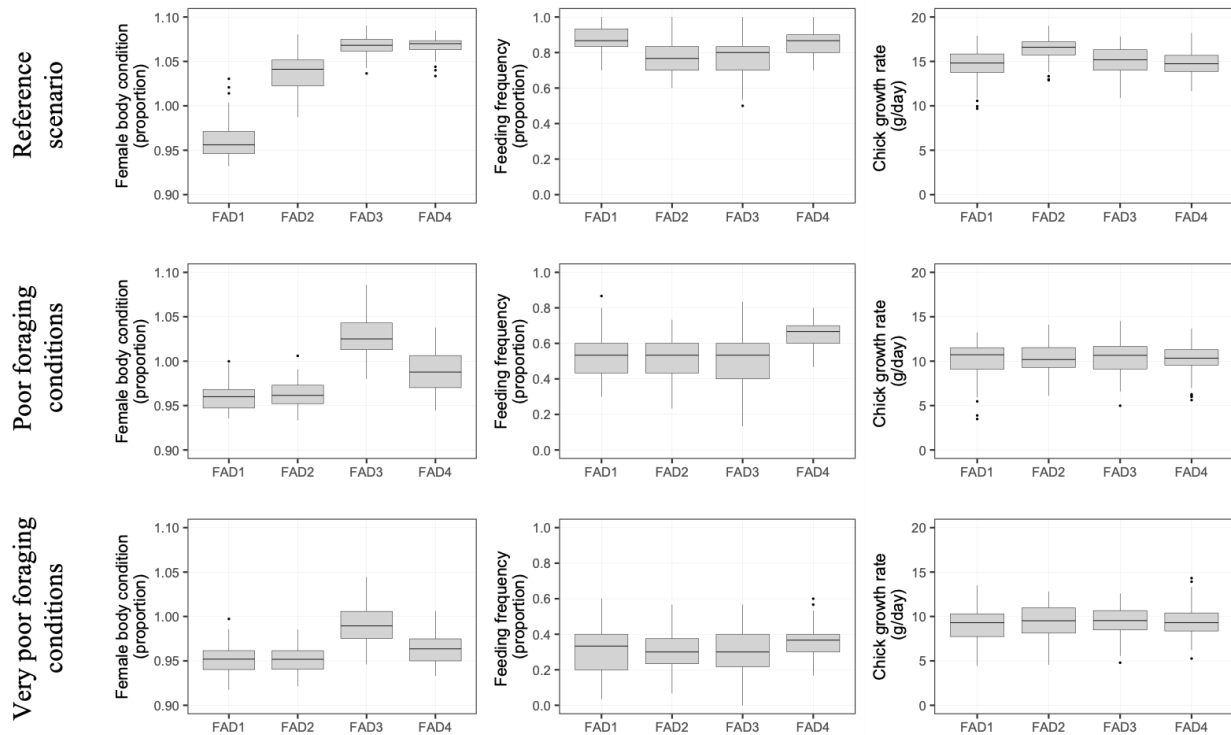 Reference
scenario
Female body condition
(proportion)
1.10
1.05
1.00
0.95
0.90
FAD1 FAD2 FAD3 FAD4
Feeding frequency
(proportion)
1.0
0.8
0.6
0.4
0.2
0.0
FAD1 FAD2 FAD3 FAD4
Chick growth rate
(g/day)
20
15
10
5
0
FAD1 FAD2 FAD3 FAD4
Poor foraging
conditions
Female body condition
(proportion)
1.10
1.05
1.00
0.95
0.90
FAD1 FAD2 FAD3 FAD4
Feeding frequency
(proportion)
1.0
0.8
0.6
0.4
0.2
0.0
FAD1 FAD2 FAD3 FAD4
Chick growth rate
(g/day)
20
15
10
5
0
FAD1 FAD2 FAD3 FAD4
Very poor foraging
conditions
Female body condition
(proportion)
1.10
1.05
1.00
0.95
0.90
FAD1 FAD2 FAD3 FAD4
Feeding frequency
(proportion)
1.0
0.8
0.6
0.4
0.2
0.0
FAD1 FAD2 FAD3 FAD4
Chick growth rate
(g/day)
20
15
10
5
0
FAD1 FAD2 FAD3 FAD4